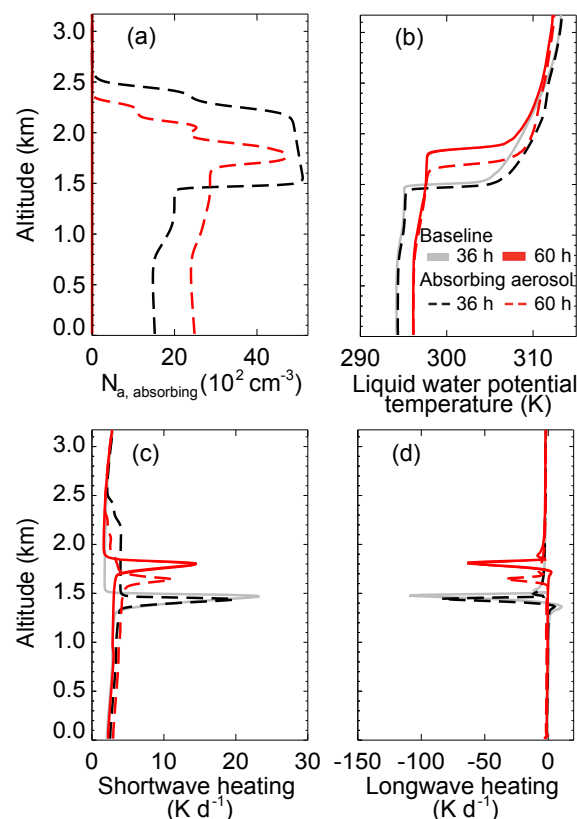 (a)
(b)
3.0
2.5
2.0
1.5
1.0
0.5
0.0
Altitude (km)
0 20 40
N a, absorbing (10² cm⁻³)
Baseline
36 h 60 h
Absorbing aerosol
36 h 60 h
290 300 310
Liquid water potential
temperature (K)
(c)
(d)
3.0
2.5
2.0
1.5
1.0
0.5
0.0
Altitude (km)
0 10 20 30
Shortwave heating
(K d⁻¹)
-150 -100 -50 0
Longwave heating
(K d⁻¹)